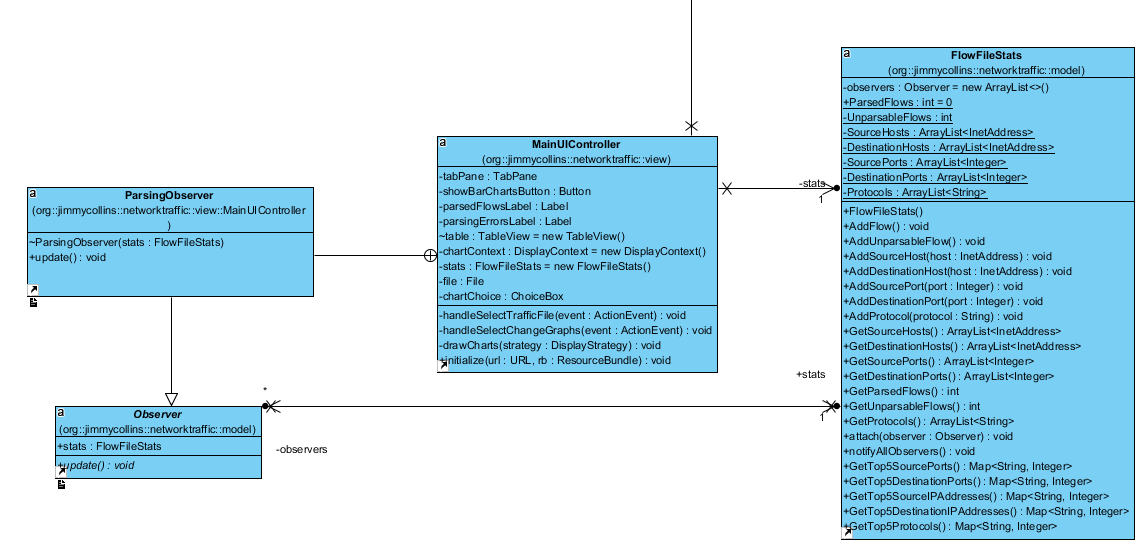 a
FlowFileStats
(org::jimmycollins::networktraffic::model)
-observers : Observer = new ArrayList<>()
+ParsedFlows : int = 0
-UnparsableFlows : int
-SourceHosts : ArrayList<InetAddress>
-DestinationHosts : ArrayList<InetAddress>
-SourcePorts : ArrayList<Integer>
-DestinationPorts : ArrayList<Integer>
-Protocols : ArrayList<String>
+FlowFileStats()
+AddFlow() : void
+AddUnparsableFlow() : void
+AddSourceHost(host : InetAddress) : void
+AddDestinationHost(host : InetAddress) : void
+AddSourcePort(port : Integer) : void
+AddDestinationPort(port : Integer) : void
+AddProtocol(protocol : String) : void
+GetSourceHosts() : ArrayList<InetAddress>
+GetDestinationHosts() : ArrayList<InetAddress>
+GetSourcePorts() : ArrayList<Integer>
+GetDestinationPorts() : ArrayList<Integer>
+GetParsedFlows() : int
+GetUnparsableFlows() : int
+GetProtocols() : ArrayList<String>
+attach(observer : Observer) : void
+notifyAllObservers() : void
+GetTop5SourcePorts() : Map<String, Integer>
+GetTop5DestinationPorts() : Map<String, Integer>
+GetTop5SourceIPAddresses() : Map<String, Integer>
+GetTop5DestinationIPAddresses() : Map<String, Integer>
+GetTop5Protocols() : Map<String, Integer>
a
MainUIController
(org::jimmycollins::networktraffic::view)
-tabPane : TabPane
-showBarChartsButton : Button
-parsedFlowsLabel : Label
-parsingErrorsLabel : Label
~table : TableView = new TableView()
-chartContext : DisplayContext = new DisplayContext()
-stats : FlowFileStats = new FlowFileStats()
-file : File
-chartChoice : ChoiceBox
-handleSelectTrafficFile(event : ActionEvent) : void
-handleSelectChangeGraphs(event : ActionEvent) : void
-drawCharts(strategy : DisplayStrategy) : void
+initialize(url : URL, rb : ResourceBundle) : void
-stats
1
a
ParsingObserver
(org::jimmycollins::networktraffic::view::MainUIController
)
~ParsingObserver(stats : FlowFileStats)
+update() : void
+stats
1
*
-observers
a
Observer
(org::jimmycollins::networktraffic::model)
+stats : FlowFileStats
+update() : void